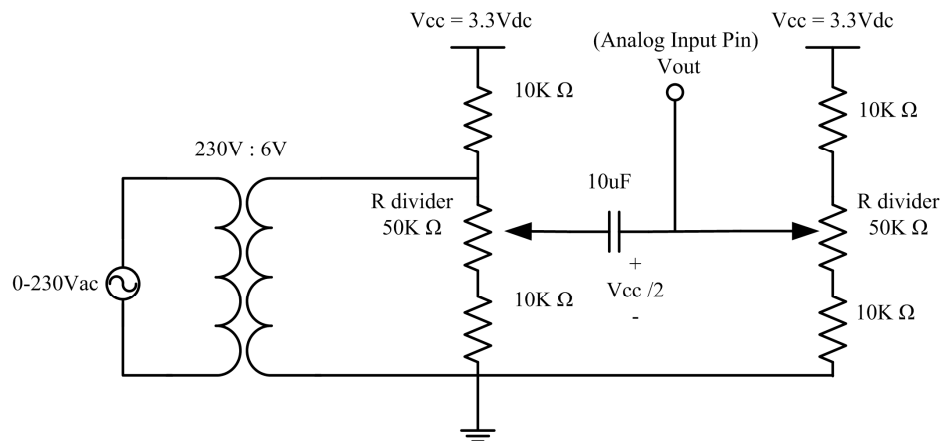 Vcc = 3.3Vdc
(Analog Input Pin)
Vout
Vcc = 3.3Vdc
10K Ω
10K Ω
230V : 6V
10uF
R divider
50K Ω
R divider
50K Ω
0-230Vac
+
Vcc /2
-
10K Ω
10K Ω